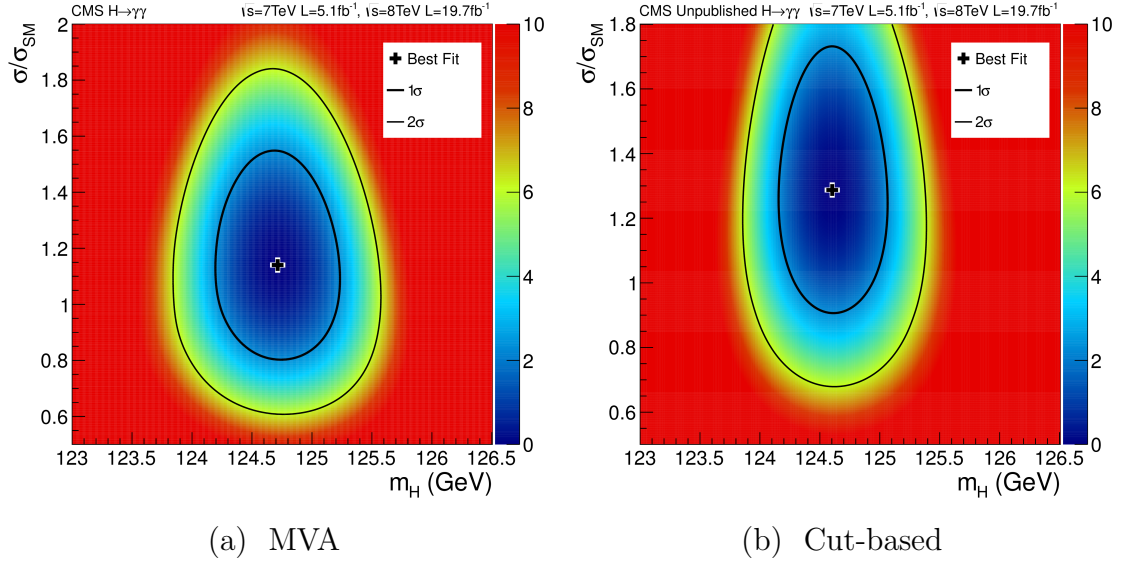 CMS H→γγ √s=7TeV L=5.1fb⁻¹, √s=8TeV L=19.7fb⁻¹
σ/σSM
2
1.8
1.6
1.4
1.2
1
0.8
0.6
Best Fit
1σ
2σ
10
8
6
4
2
0
123 123.5 124 124.5 125 125.5 126 126.5
mH (GeV)
(a) MVA
CMS Unpublished H→γγ √s=7TeV L=5.1fb⁻¹, √s=8TeV L=19.7fb⁻¹
σ/σSM
1.8
1.6
1.4
1.2
1
0.8
0.6
Best Fit
1σ
2σ
10
8
6
4
2
0
123 123.5 124 124.5 125 125.5 126 126.5
mH (GeV)
(b) Cut-based